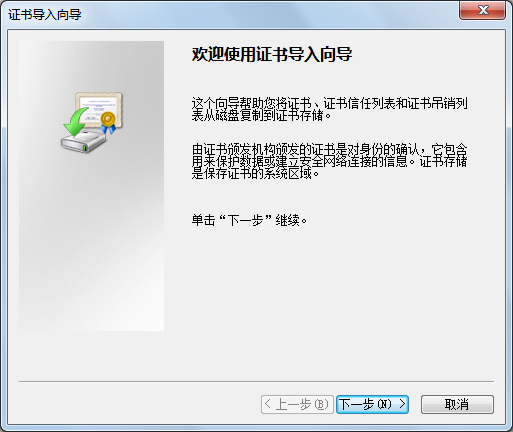 证书导入向导
欢迎使用证书导入向导
这个向导帮助您将证书、证书信任列表和证书吊销列
表从磁盘复制到证书存储。
由证书颁发机构颁发的证书是对身份的确认，它包含
用来保护数据或建立安全网络连接的信息。证书存储
是保存证书的系统区域。
单击“下一步”继续。
< 上一步(B) 下一步(N) > 取消